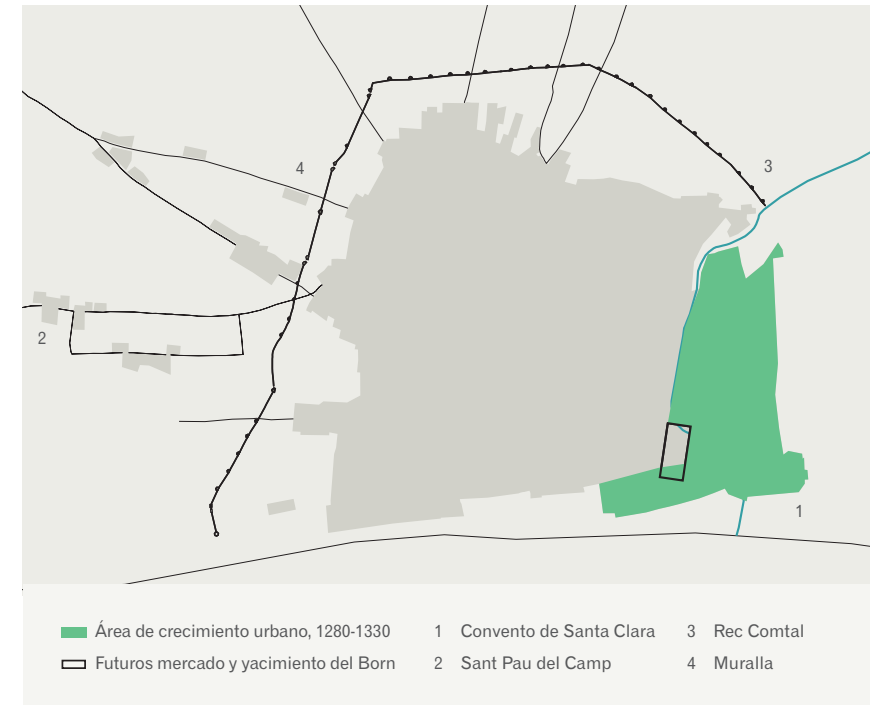 3
4
2
1
Área de crecimiento urbano, 1280-1330
Futuros mercado y yacimiento del Born
1 Convento de Santa Clara
2 Sant Pau del Camp
3 Rec Comtal
4 Muralla